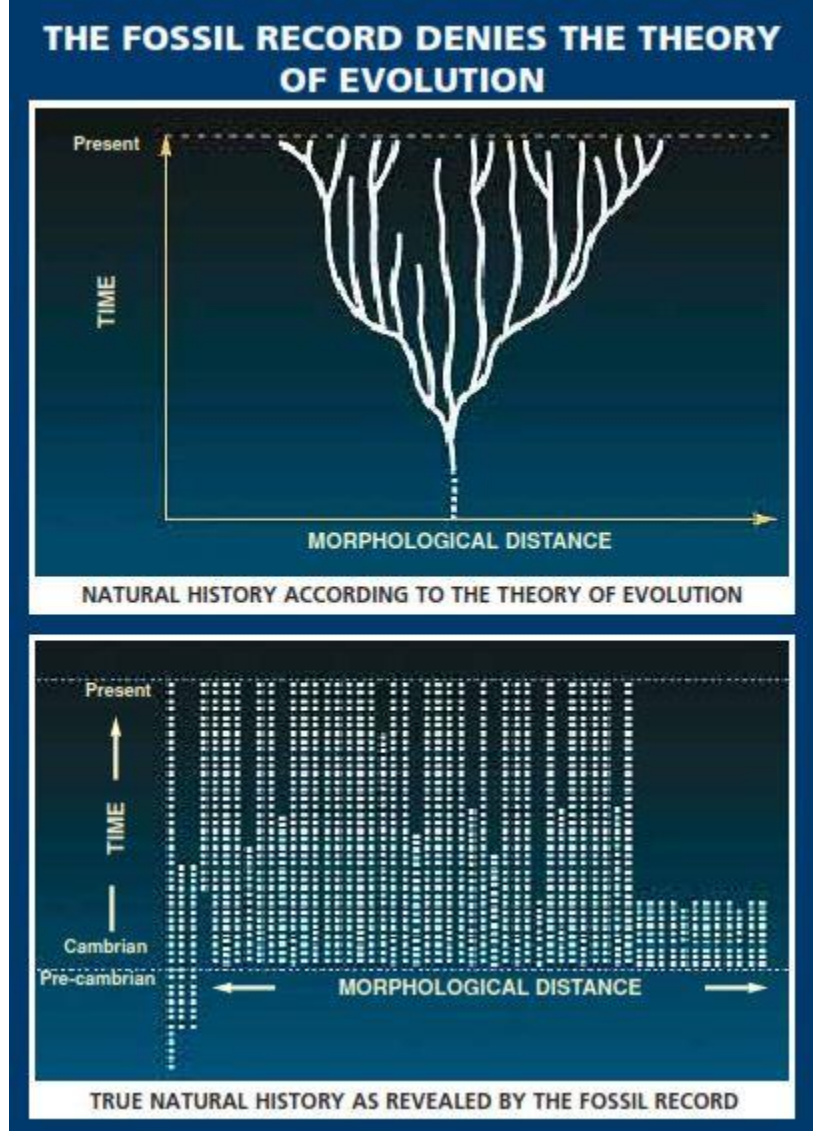 THE FOSSIL RECORD DENIES THE THEORY
OF EVOLUTION
Present
TIME
MORPHOLOGICAL DISTANCE
NATURAL HISTORY ACCORDING TO THE THEORY OF EVOLUTION
Present
TIME
Cambrian
Pre-cambrian
MORPHOLOGICAL DISTANCE
TRUE NATURAL HISTORY AS REVEALED BY THE FOSSIL RECORD